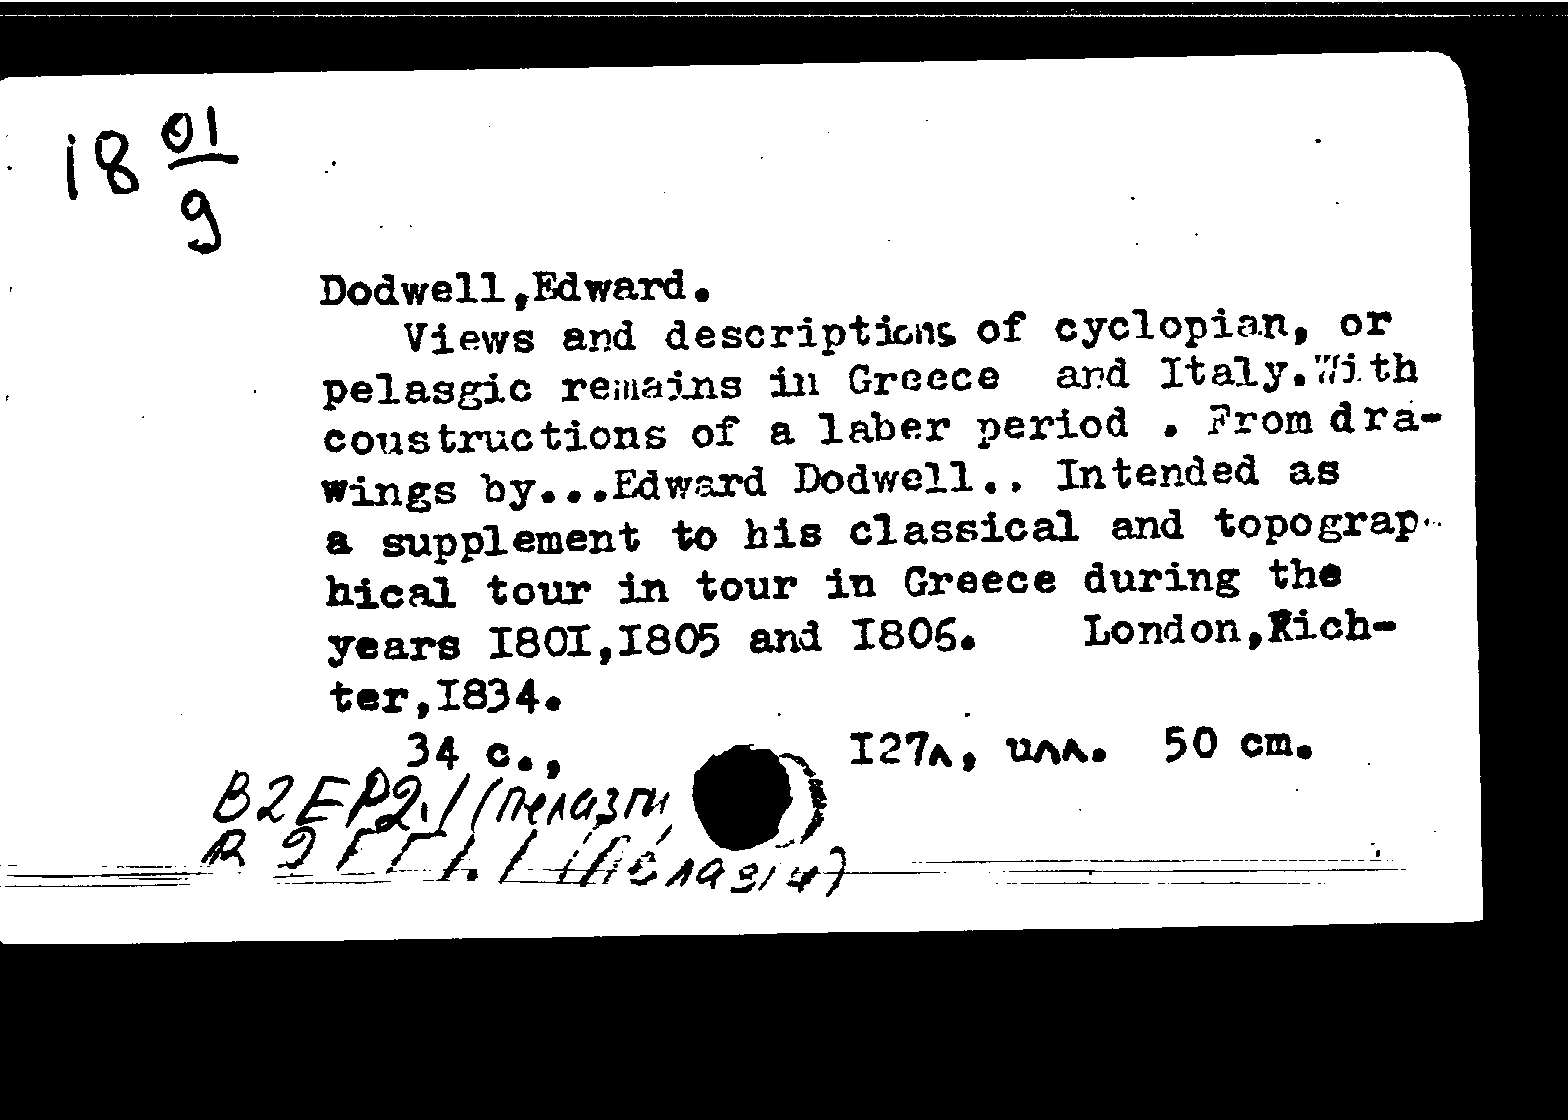 18 01/9
Dodwell,Edward.
Views and descriptions of cyclopian, or
pelasgic remains in Greece and Italy.With
coustructions of a laber period . From dra-
wings by...Edward Dodwell.. Intended as
a supplement to his classical and topograp-
hical tour in tour in Greece during the
years I80I,I805 and I806. London,Rich-
ter,I834.
34 c., I27л, илл. 50 cm.
B2EP2.1 (пелазги